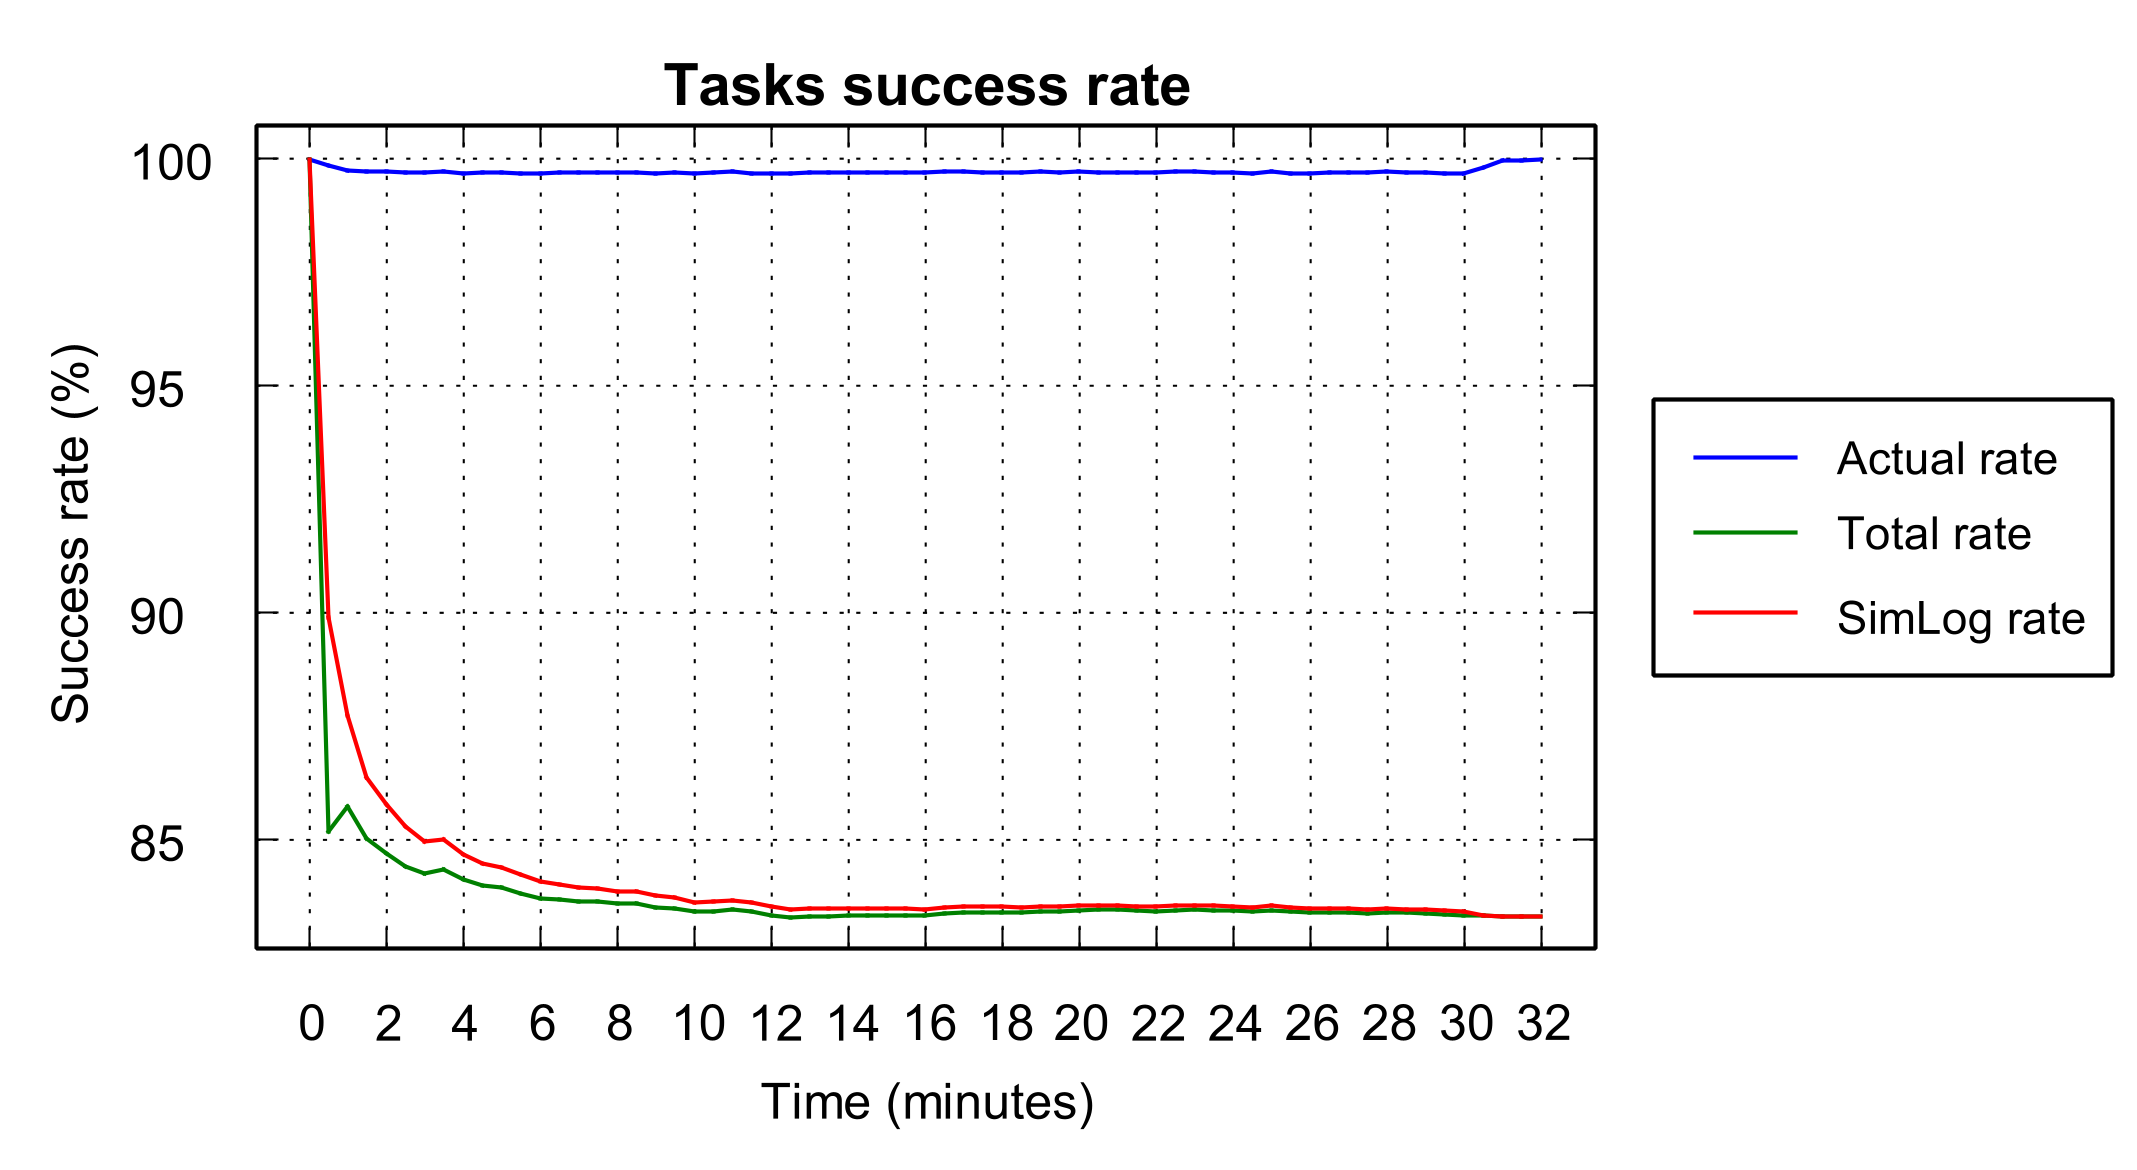 Tasks success rate
Success rate (%)
100
95
90
85
0 2 4 6 8 10 12 14 16 18 20 22 24 26 28 30 32
Time (minutes)
Actual rate
Total rate
SimLog rate